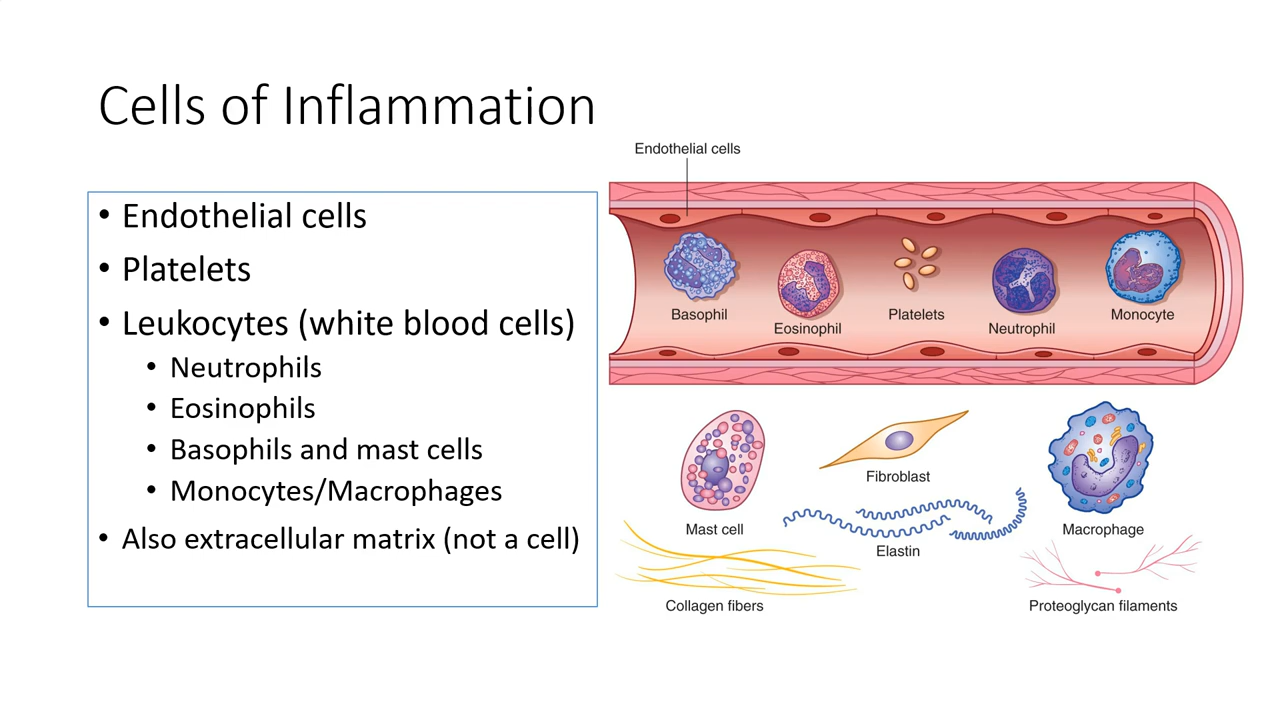 Cells of Inflammation
• Endothelial cells
• Platelets
• Leukocytes (white blood cells)
• Neutrophils
• Eosinophils
• Basophils and mast cells
• Monocytes/Macrophages
• Also extracellular matrix (not a cell)
Endothelial cells
Basophil
Eosinophil
Platelets
Neutrophil
Monocyte
Mast cell
Fibroblast
Macrophage
Elastin
Collagen fibers
Proteoglycan filaments